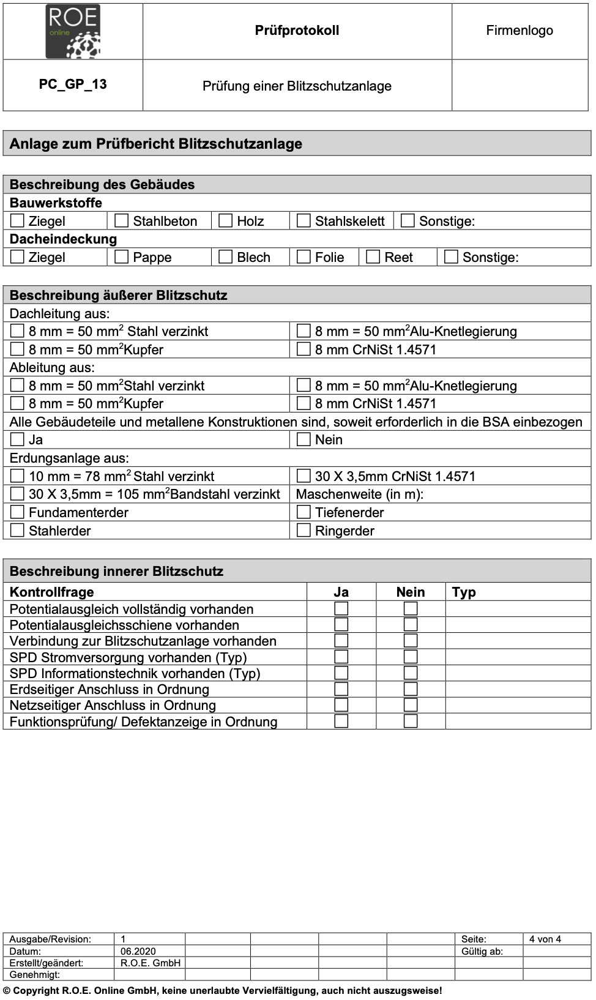 ROE
online
Prüfprotokoll
Firmenlogo
PC_GP_13
Prüfung einer Blitzschutzanlage
Anlage zum Prüfbericht Blitzschutzanlage
Beschreibung des Gebäudes
Bauwerkstoffe
☐ Ziegel ☐ Stahlbeton ☐ Holz ☐ Stahlskelett ☐ Sonstige:
Dacheindeckung
☐ Ziegel ☐ Pappe ☐ Blech ☐ Folie ☐ Reet ☐ Sonstige:
Beschreibung äußerer Blitzschutz
Dachleitung aus:
☐ 8 mm = 50 mm² Stahl verzinkt ☐ 8 mm = 50 mm²Alu-Knetlegierung
☐ 8 mm = 50 mm²Kupfer ☐ 8 mm CrNiSt 1.4571
Ableitung aus:
☐ 8 mm = 50 mm²Stahl verzinkt ☐ 8 mm = 50 mm²Alu-Knetlegierung
☐ 8 mm = 50 mm²Kupfer ☐ 8 mm CrNiSt 1.4571
Alle Gebäudeteile und metallene Konstruktionen sind, soweit erforderlich in die BSA einbezogen
☐ Ja ☐ Nein
Erdungsanlage aus:
☐ 10 mm = 78 mm² Stahl verzinkt ☐ 30 X 3,5mm CrNiSt 1.4571
☐ 30 X 3,5mm = 105 mm²Bandstahl verzinkt Maschenweite (in m):
☐ Fundamenterder ☐ Tiefenerder
☐ Stahlerder ☐ Ringerder
Beschreibung innerer Blitzschutz
Kontrollfrage Ja Nein Typ
Potentialausgleich vollständig vorhanden ☐ ☐
Potentialausgleichsschiene vorhanden ☐ ☐
Verbindung zur Blitzschutzanlage vorhanden ☐ ☐
SPD Stromversorgung vorhanden (Typ) ☐ ☐
SPD Informationstechnik vorhanden (Typ) ☐ ☐
Erdseitiger Anschluss in Ordnung ☐ ☐
Netzseitiger Anschluss in Ordnung ☐ ☐
Funktionsprüfung/ Defektanzeige in Ordnung ☐ ☐
Ausgabe/Revision: 1 Seite: 4 von 4
Datum: 06.2020 Gültig ab:
Erstellt/geändert: R.O.E. GmbH
Genehmigt:
© Copyright R.O.E. Online GmbH, keine unerlaubte Vervielfältigung, auch nicht auszugsweise!